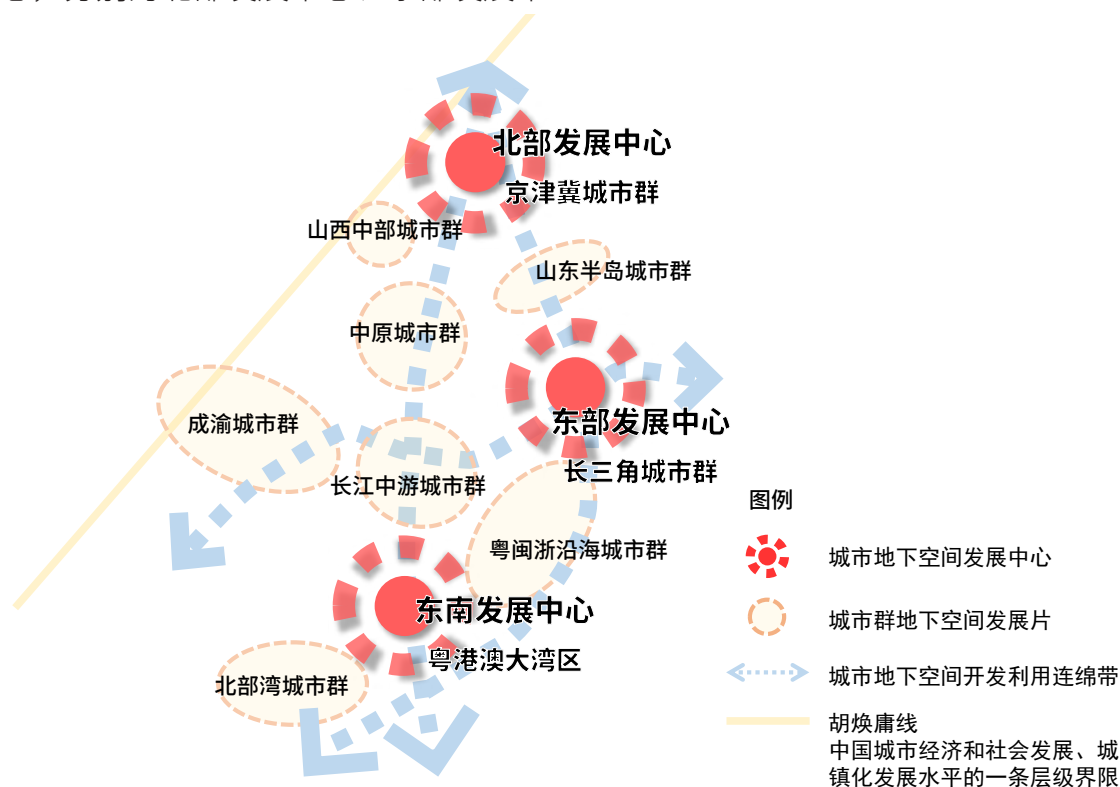 北部发展中心
京津冀城市群
山西中部城市群
山东半岛城市群
中原城市群
东部发展中心
成渝城市群
长三角城市群
长江中游城市群
粤闽浙沿海城市群
东南发展中心
粤港澳大湾区
北部湾城市群
图例
城市地下空间发展中心
城市群地下空间发展片
城市地下空间开发利用连绵带
胡焕庸线
中国城市经济和社会发展、城
镇化发展水平的一条层级界限